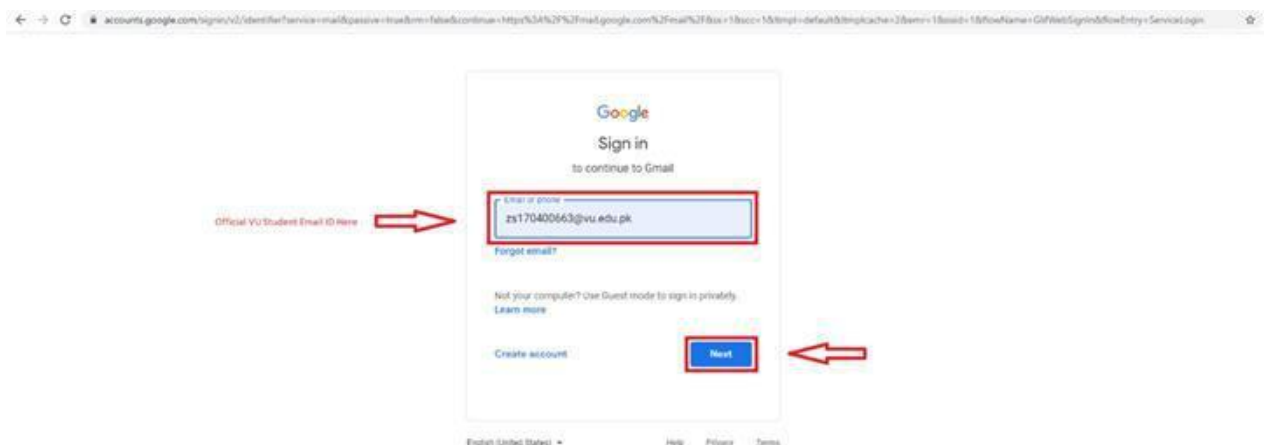 accounts.google.com/signin/v2/identifier?service=mail&passive=true&rm=false&continue=https%3A%2F%2Fmail.google.com%2Fmail%2F&ss=1&scc=1&ltmpl=default&ltmplcache=2&emr=1&osid=1&flowName=GlifWebSignIn&flowEntry=ServiceLogin
Google
Sign in
to continue to Gmail
Email or phone
Official VU Student Email ID Here
zs170400663@vu.edu.pk
Forgot email?
Not your computer? Use Guest mode to sign in privately.
Learn more
Create account
Next
English (United States)
Help Privacy Terms